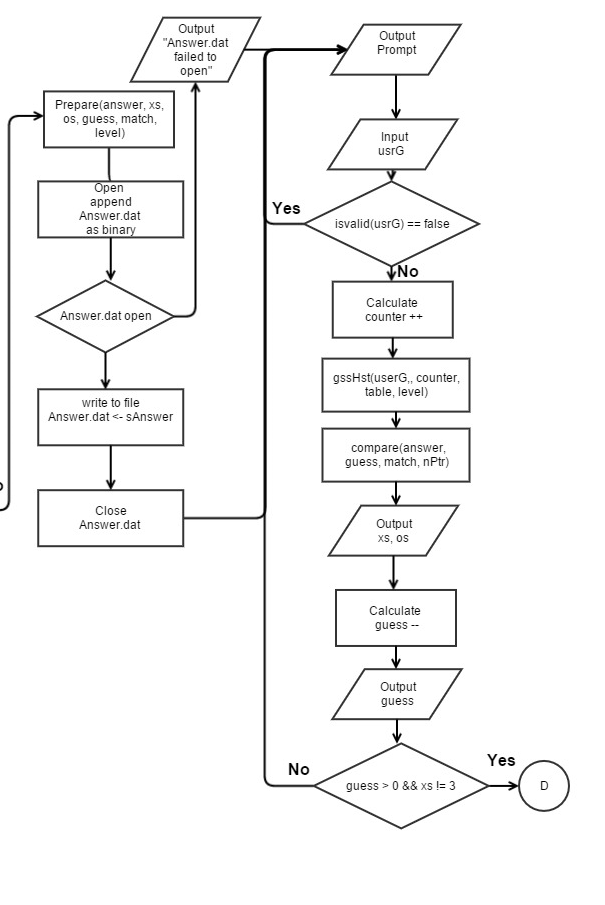 Output
"Answer.dat
failed to
open"
Prepare(answer, xs,
os, guess, match,
level)
Open
append
Answer.dat
as binary
Answer.dat open
write to file
Answer.dat <- sAnswer
Close
Answer.dat
Output
Prompt
Input
usrG
Yes
isvalid(usrG) == false
No
Calculate
counter ++
gssHst(userG,, counter,
table, level)
compare(answer,
guess, match, nPtr)
Output
xs, os
Calculate
guess --
Output
guess
No
guess > 0 && xs != 3
Yes
D